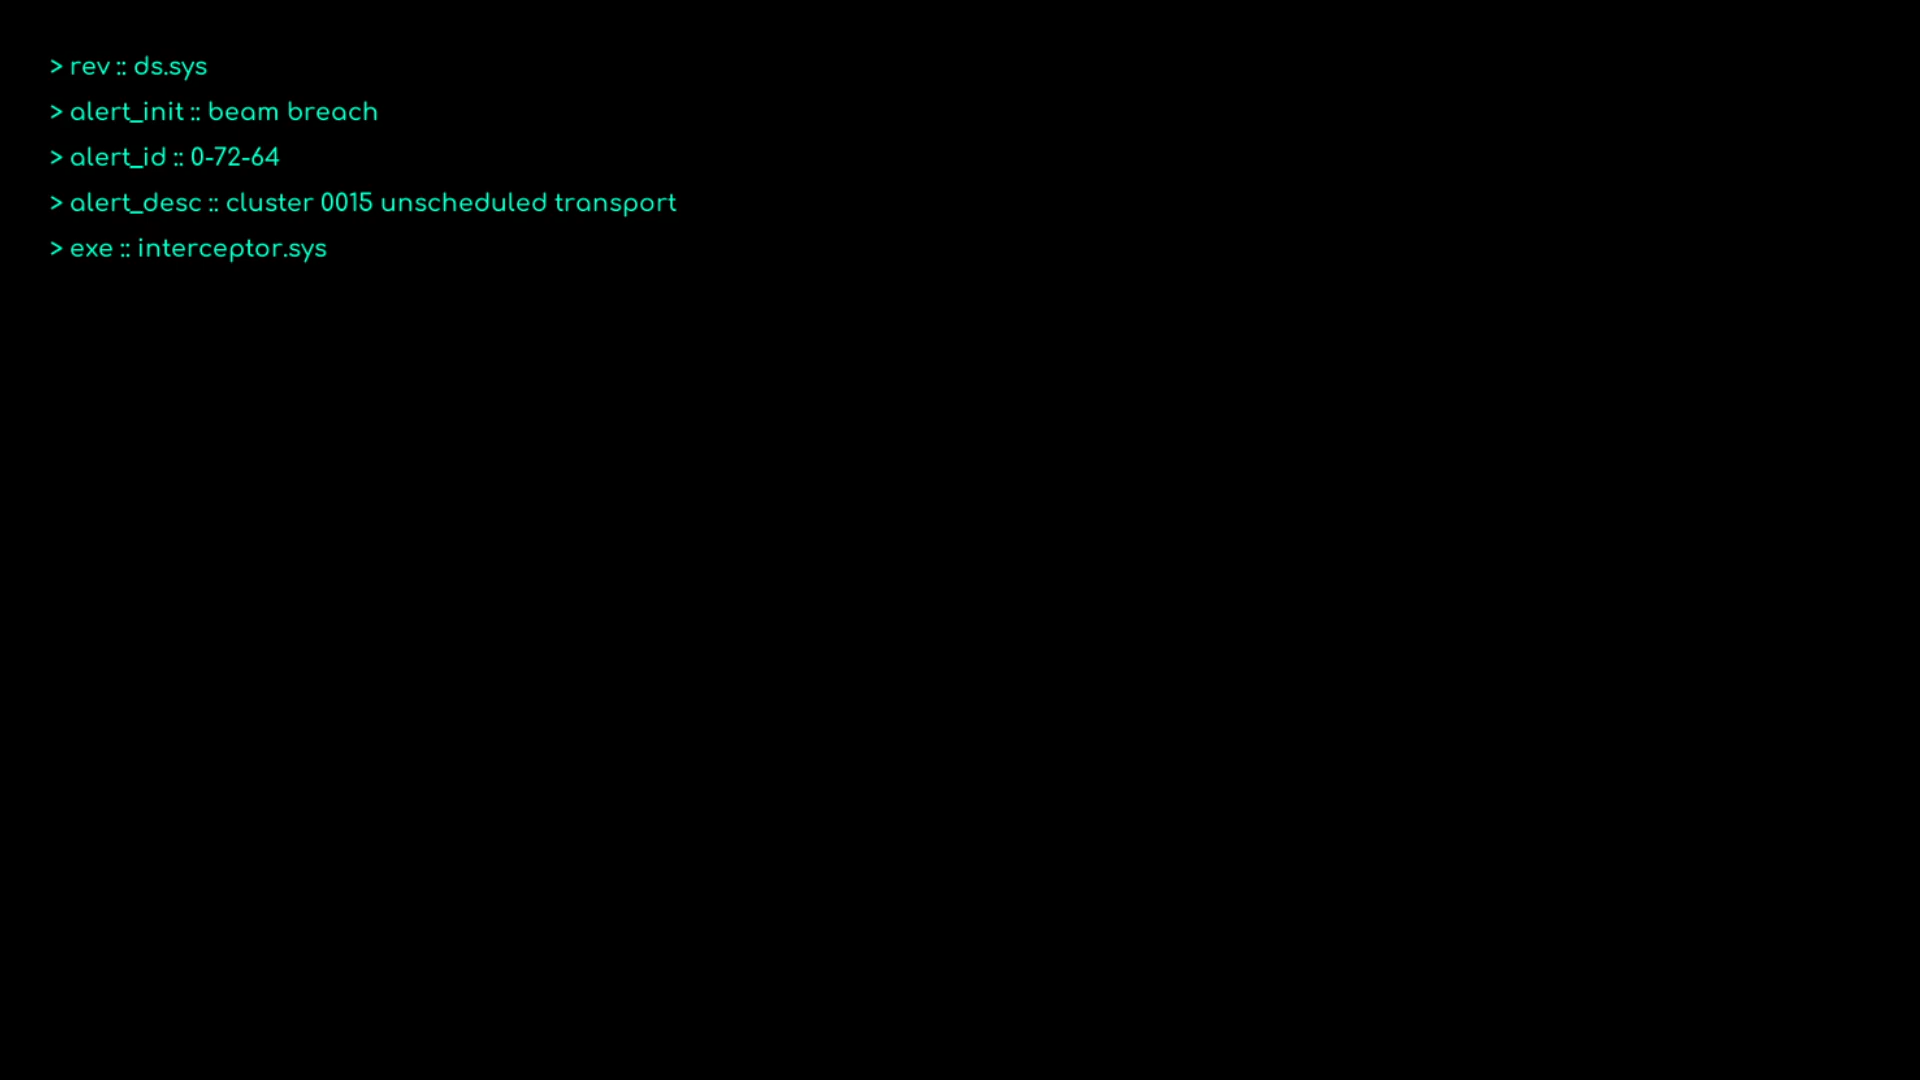 > rev :: ds.sys
> alert_init :: beam breach
> alert_id :: 0-72-64
> alert_desc :: cluster 0015 unscheduled transport
> exe :: interceptor.sys